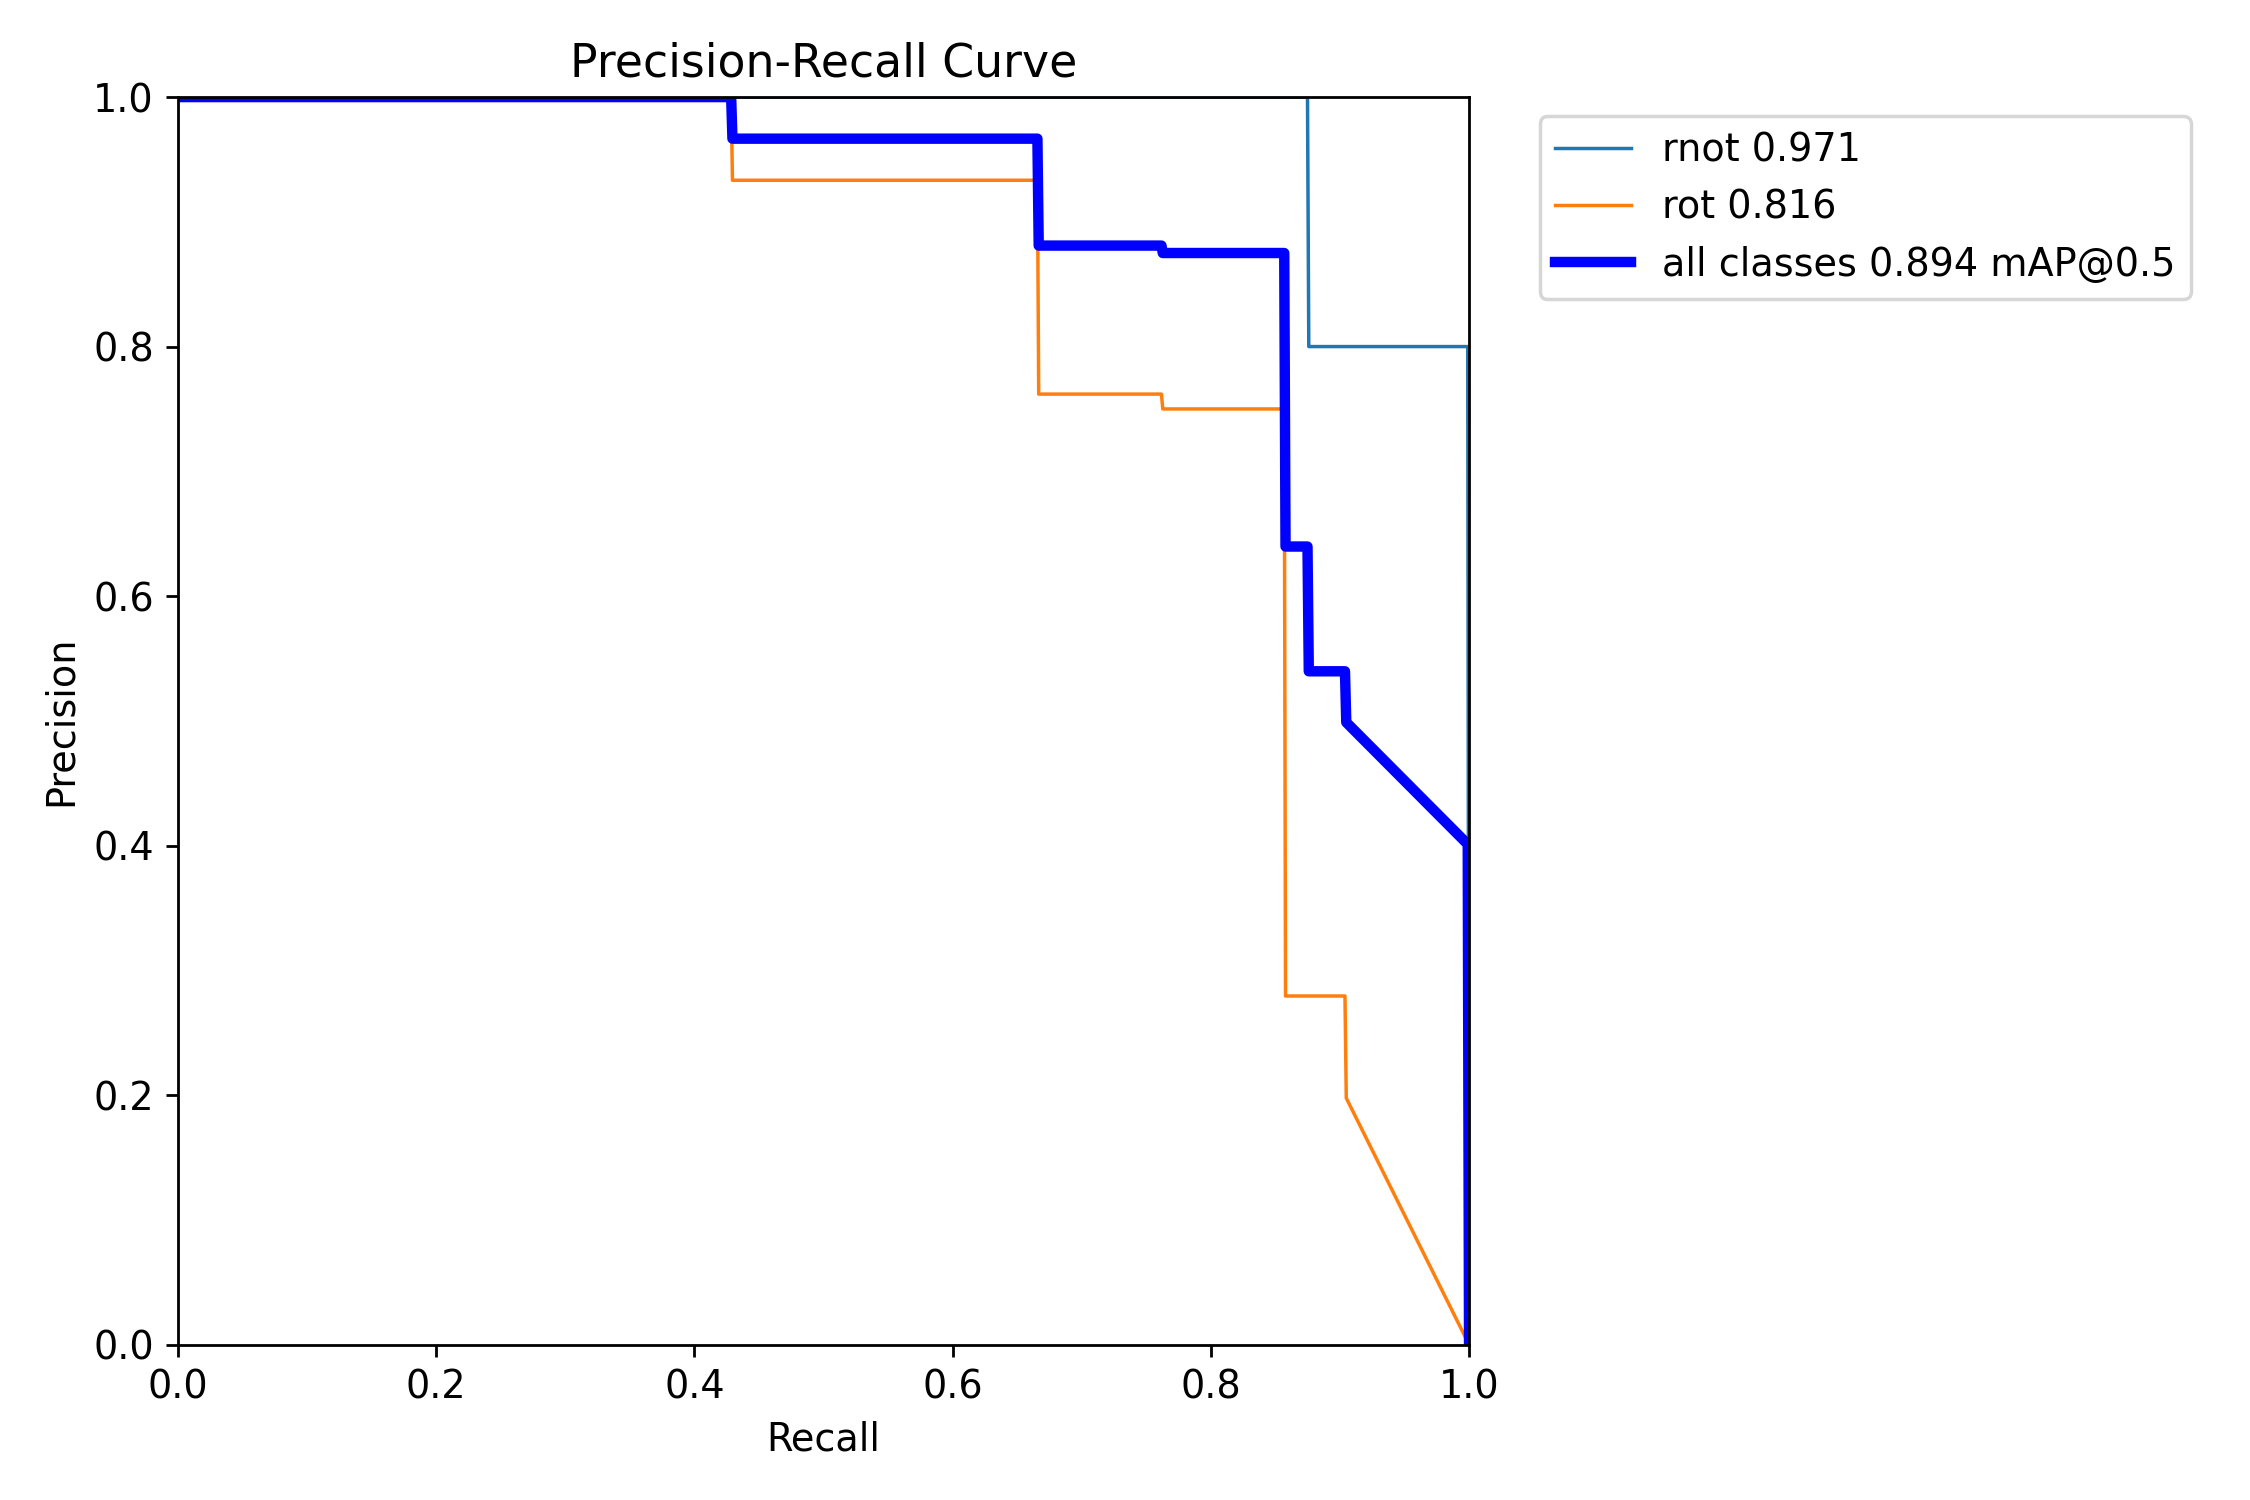 Precision-Recall Curve
1.0
0.8
0.6
0.4
0.2
0.0
Precision
0.0 0.2 0.4 0.6 0.8 1.0
Recall
rnot 0.971
rot 0.816
all classes 0.894 mAP@0.5